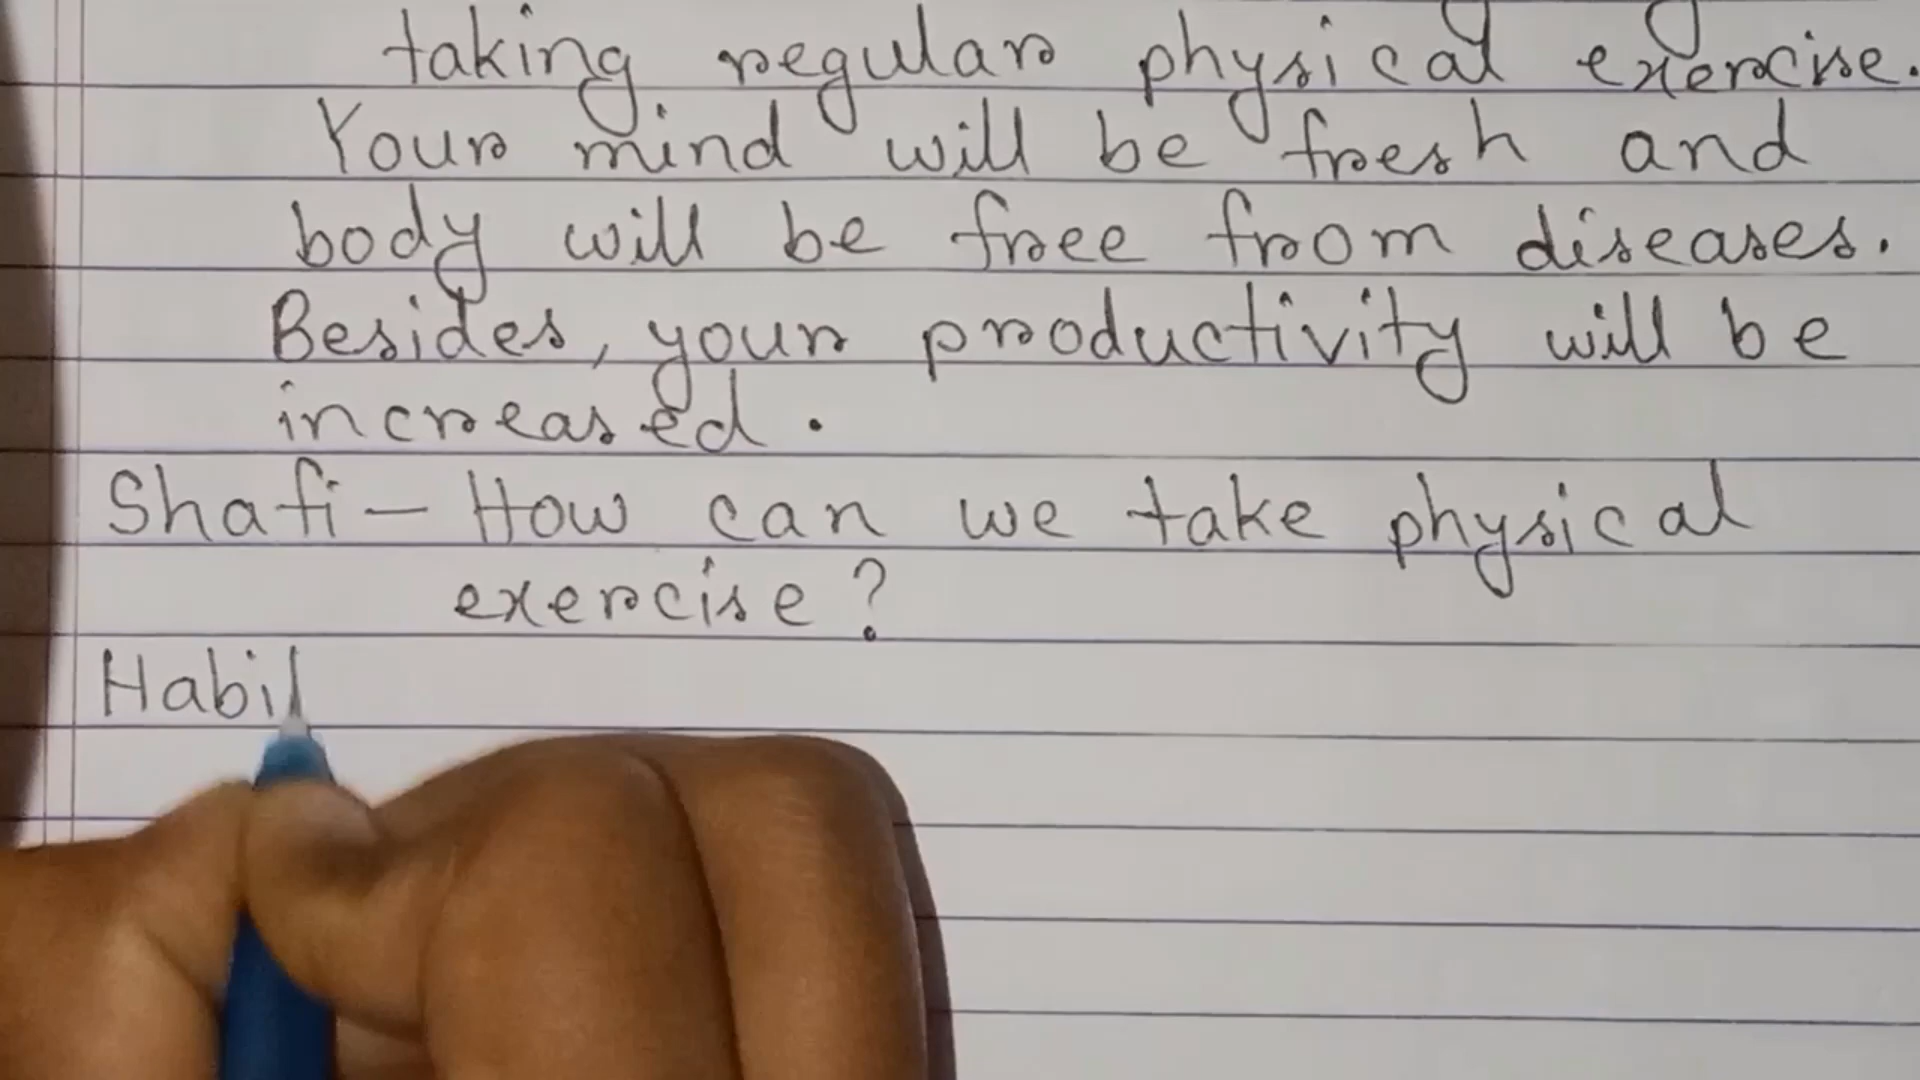 taking regular physical exercise.
Your mind will be fresh and
body will be free from diseases.
Besides, your productivity will be
increased.
Shafi - How can we take physical
exercise?
Habi